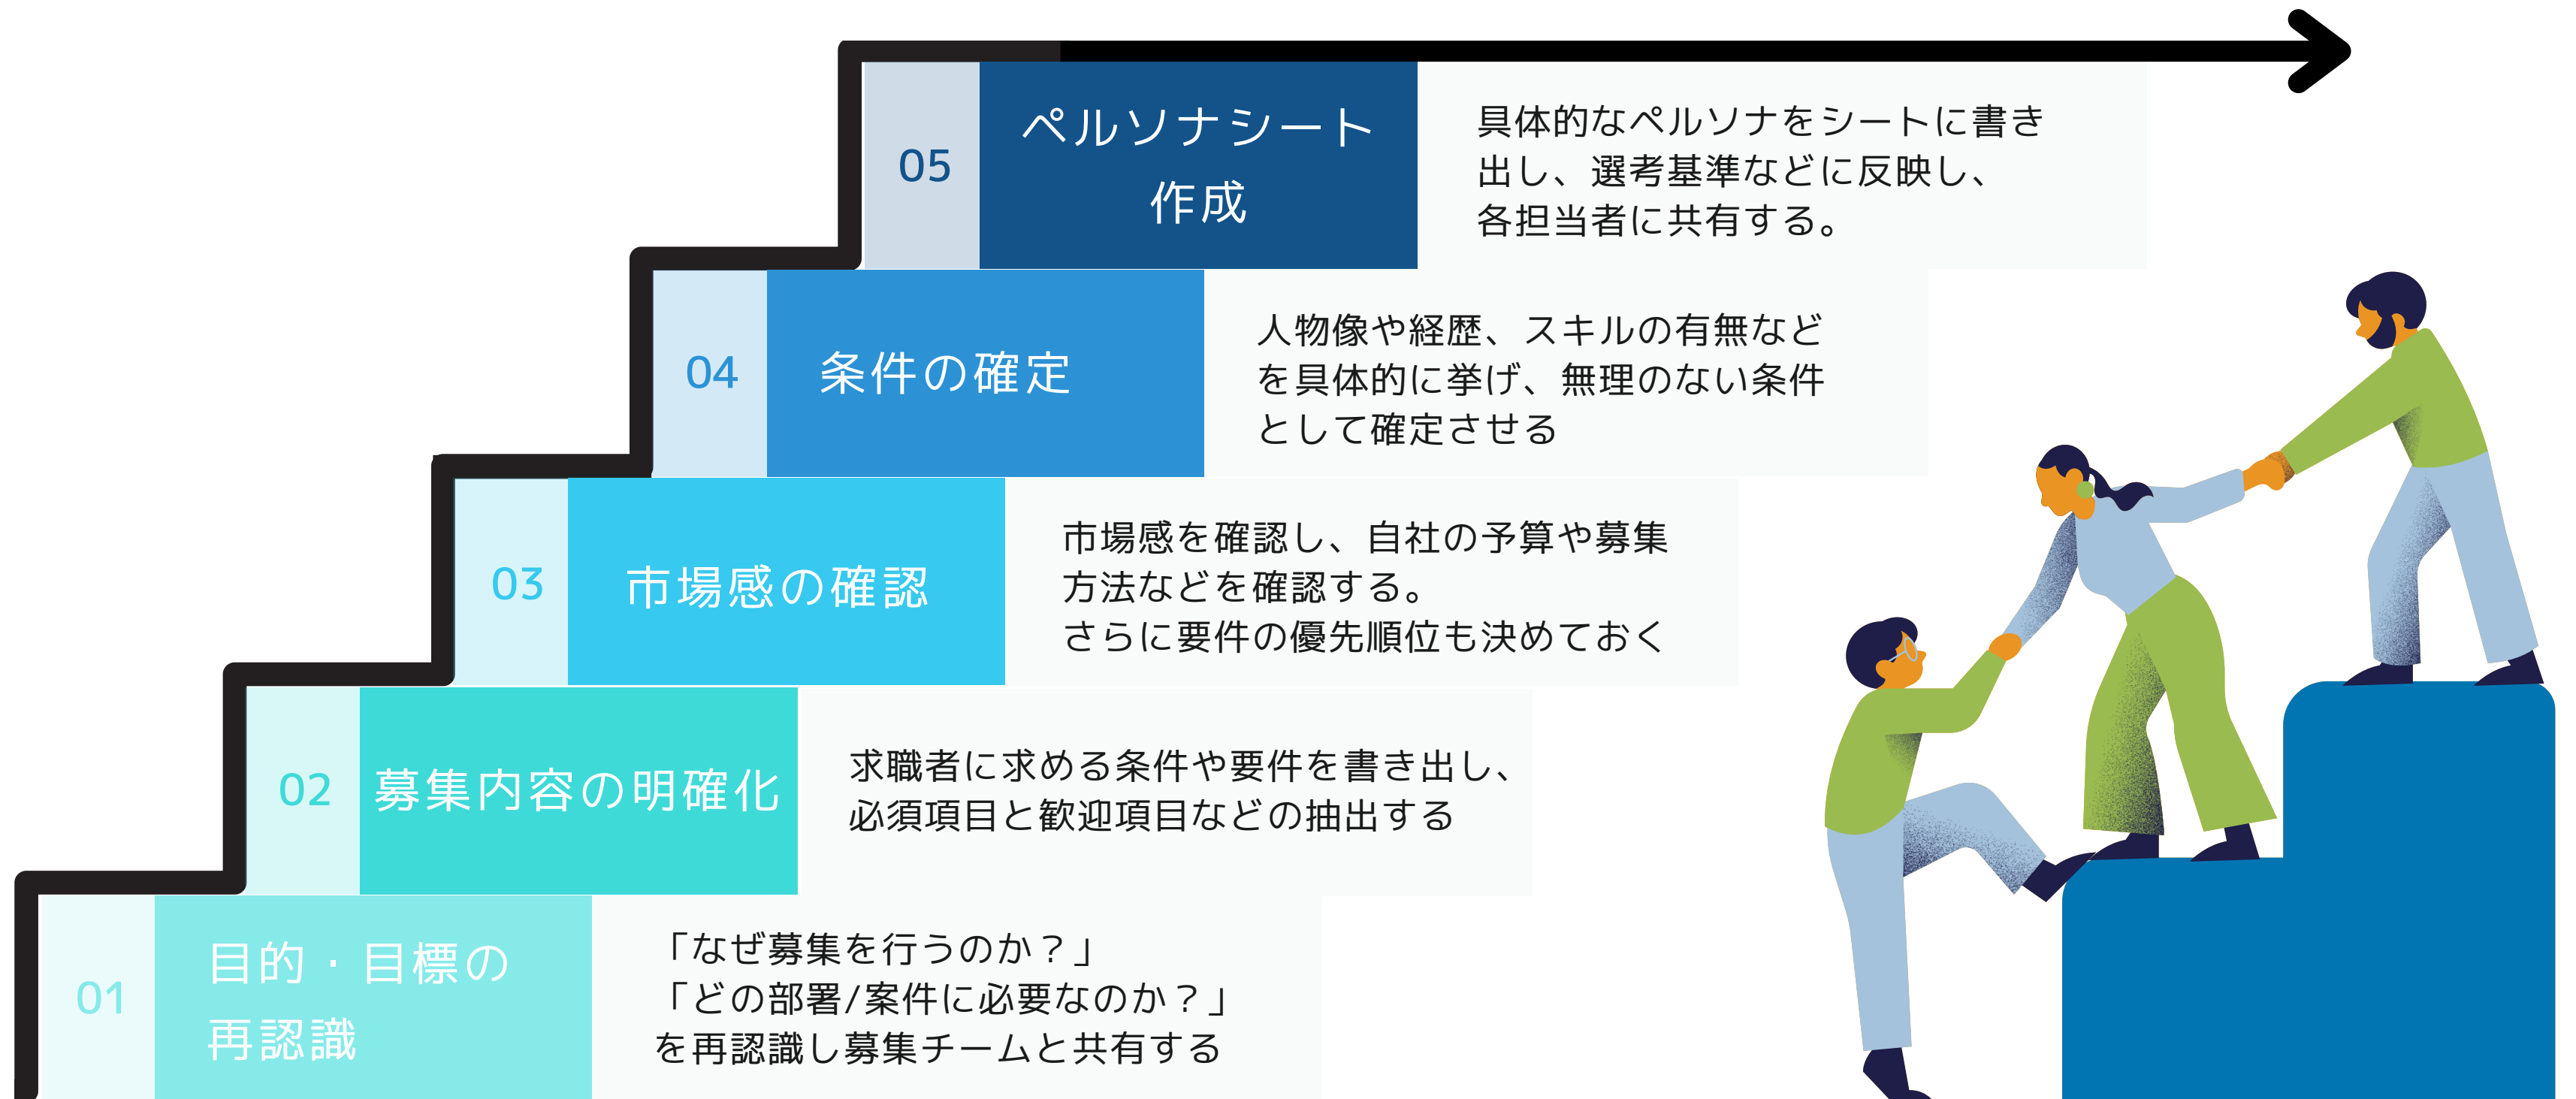 05
ペルソナシート
作成
具体的なペルソナをシートに書き
出し、選考基準などに反映し、
各担当者に共有する。
04
条件の確定
人物像や経歴、スキルの有無など
を具体的に挙げ、無理のない条件
として確定させる
03
市場感の確認
市場感を確認し、自社の予算や募集
方法などを確認する。
さらに要件の優先順位も決めておく
02
募集内容の明確化
求職者に求める条件や要件を書き出し、
必須項目と歓迎項目などの抽出する
01
目的・目標の
再認識
「なぜ募集を行うのか？」
「どの部署/案件に必要なのか？」
を再認識し募集チームと共有する